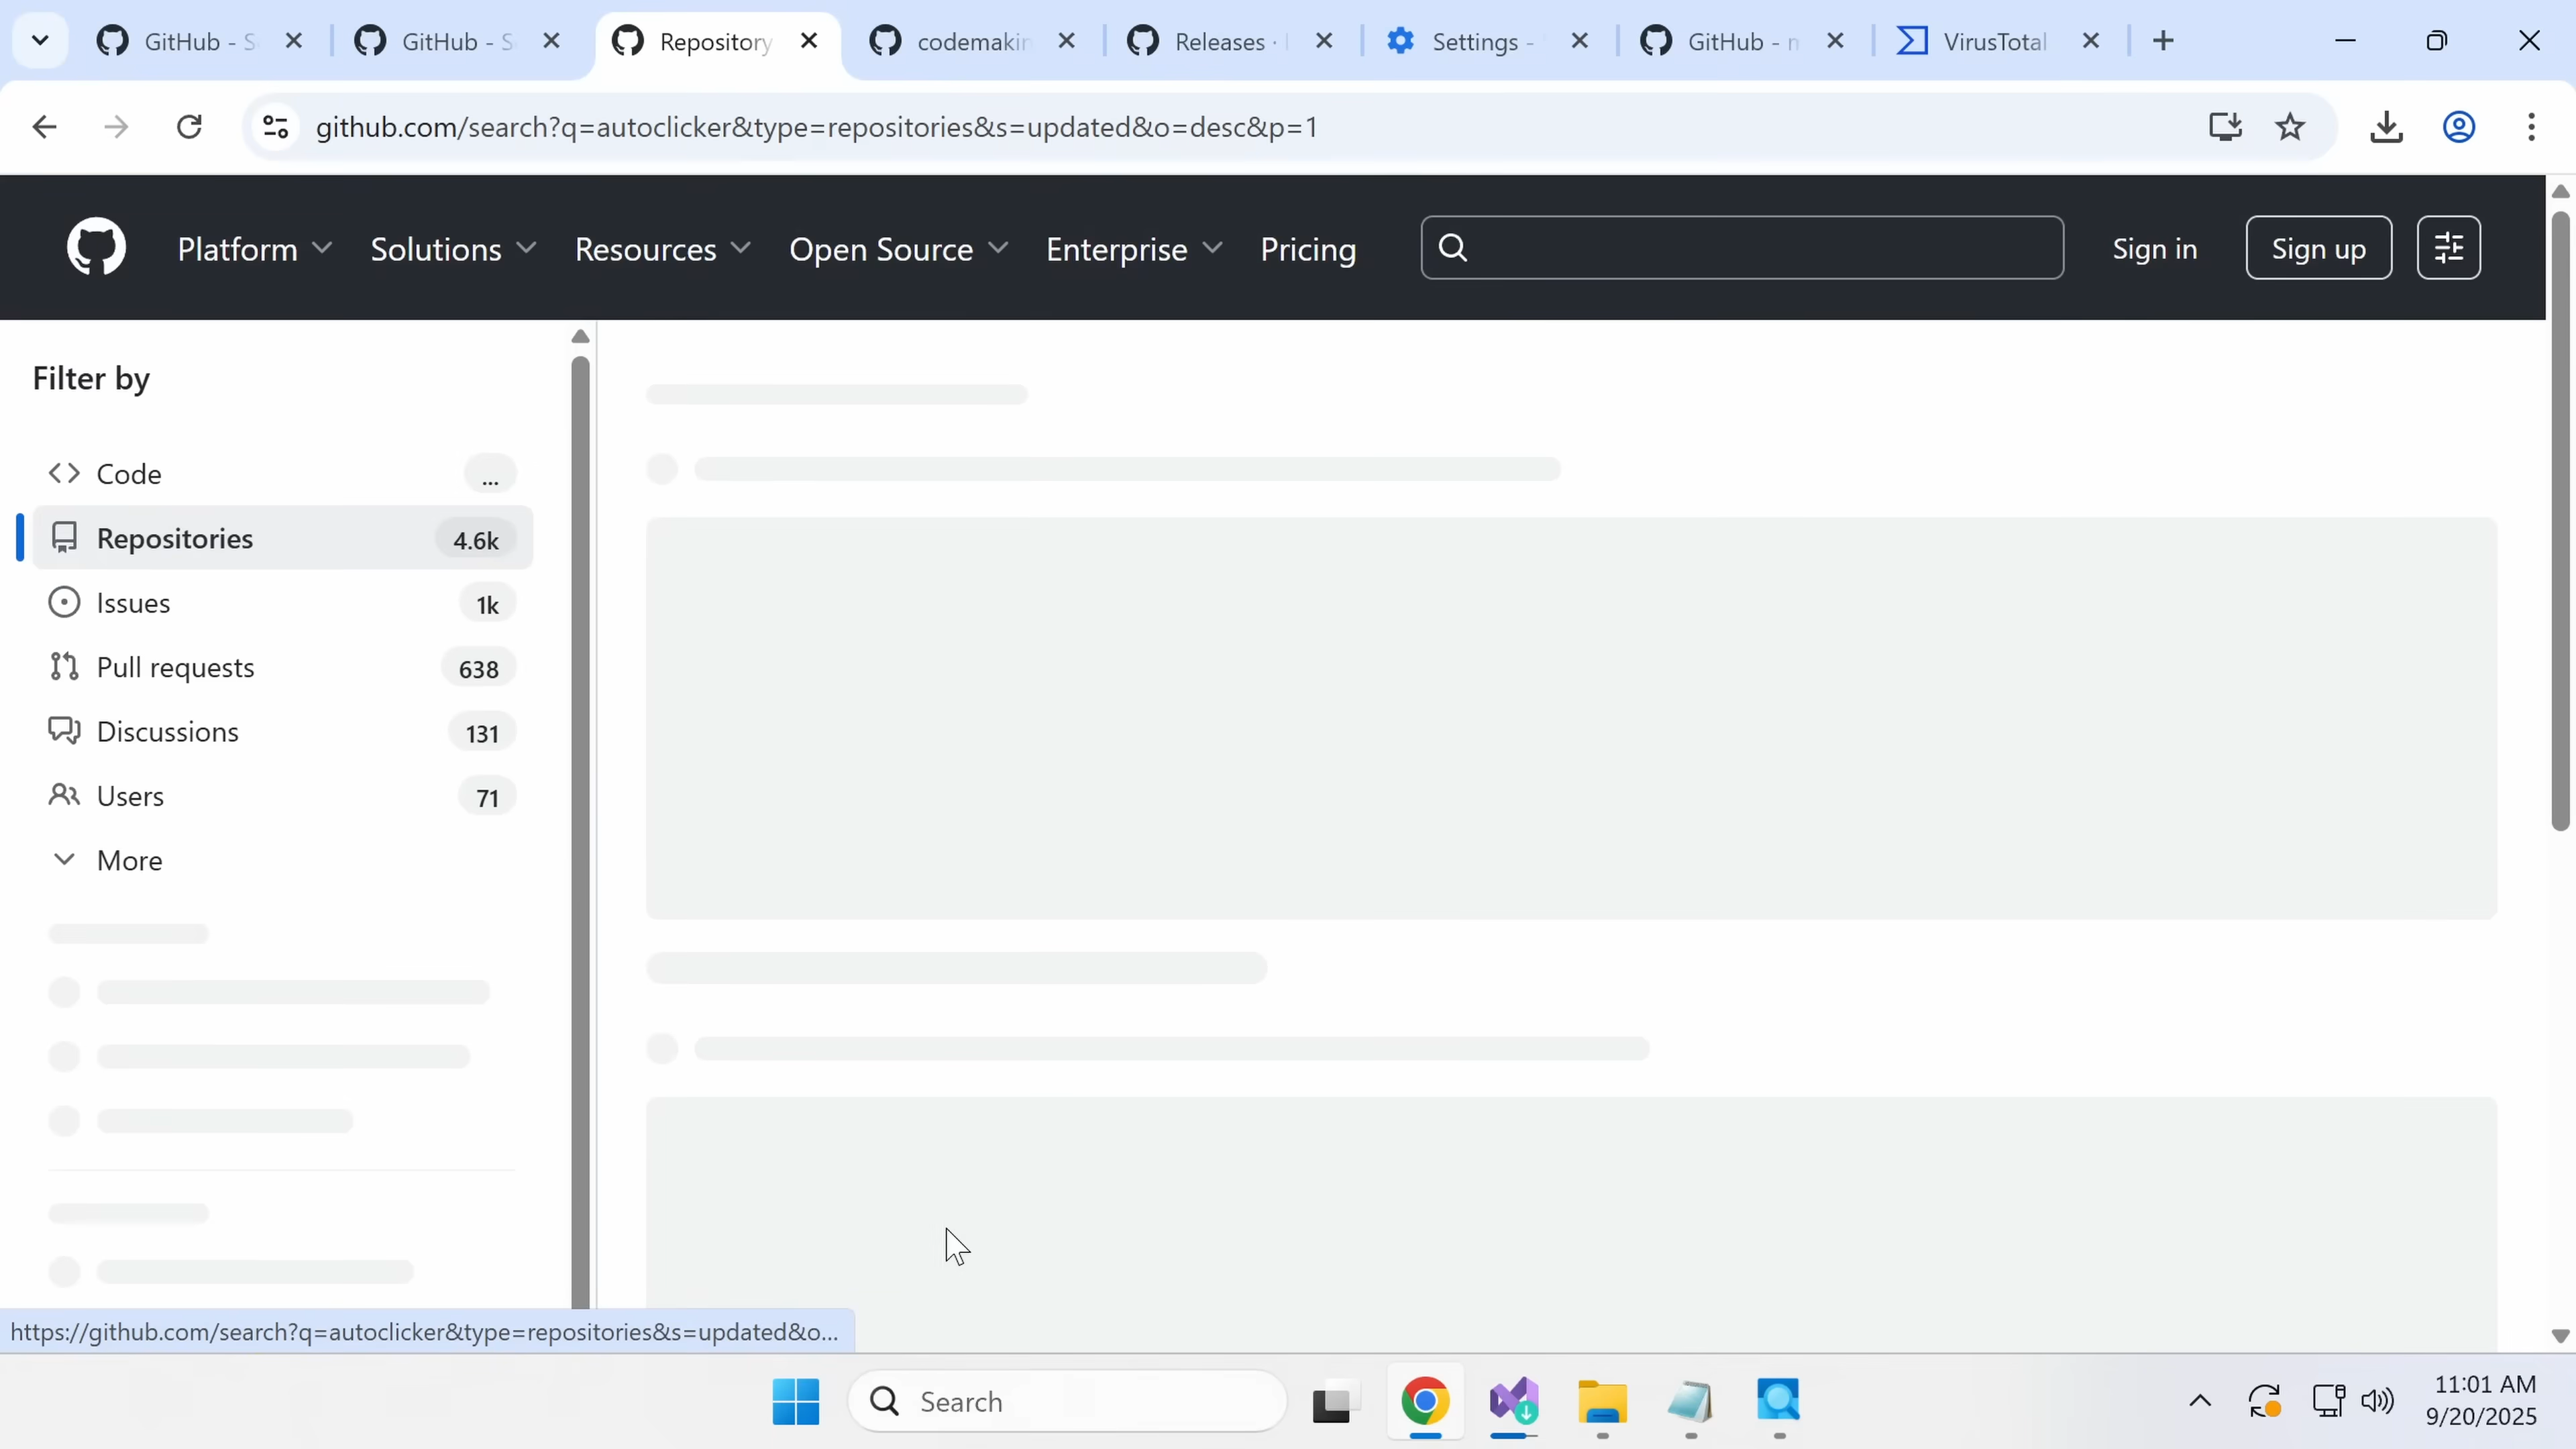 GitHub - S
GitHub - S
Repository
codemakin
Releases ·
Settings -
GitHub - m
VirusTotal
github.com/search?q=autoclicker&type=repositories&s=updated&o=desc&p=1
Platform
Solutions
Resources
Open Source
Enterprise
Pricing
Sign in
Sign up
Filter by
Code ...
Repositories 4.6k
Issues 1k
Pull requests 638
Discussions 131
Users 71
More
https://github.com/search?q=autoclicker&type=repositories&s=updated&o...
Search
11:01 AM
9/20/2025